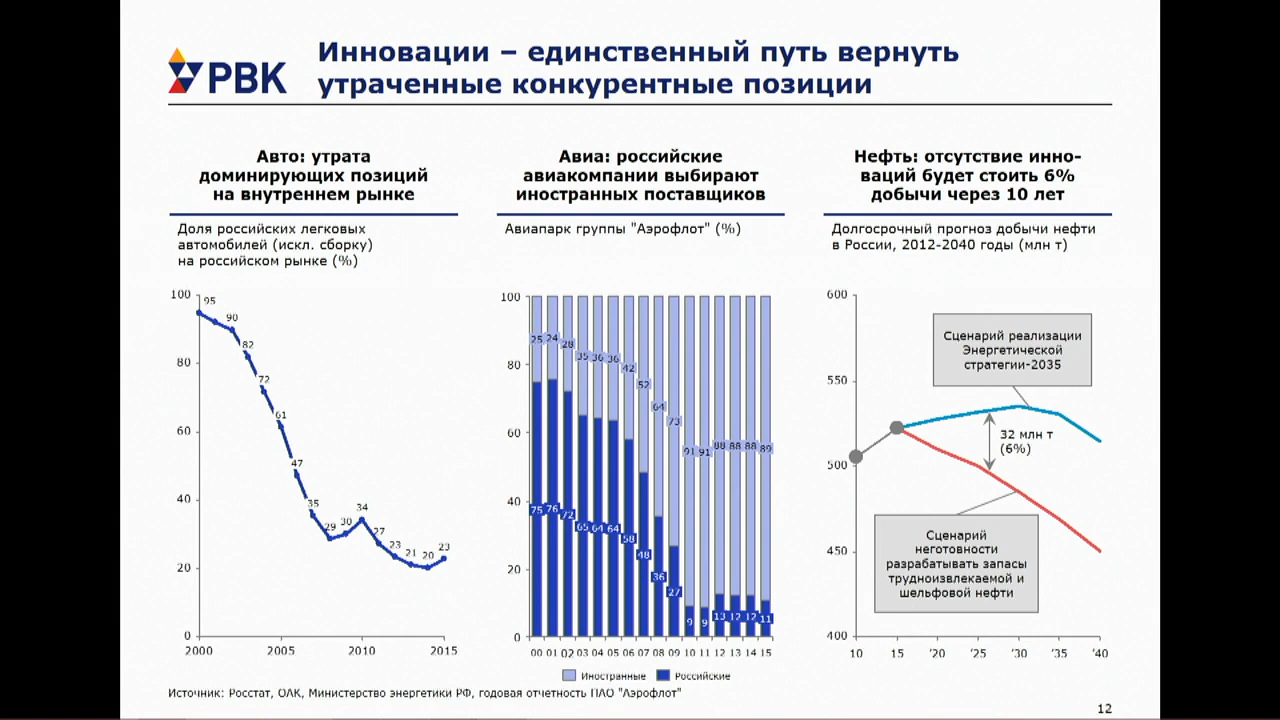 РВК
Инновации – единственный путь вернуть
утраченные конкурентные позиции
Авто: утрата
доминирующих позиций
на внутреннем рынке
Доля российских легковых
автомобилей (искл. сборку)
на российском рынке (%)
100
80
60
40
20
0
95
90
82
72
61
47
35
29
30
34
27
23
21
20
23
2000
2005
2010
2015
Авиа: российские
авиакомпании выбирают
иностранных поставщиков
Авиапарк группы "Аэрофлот" (%)
100
80
60
40
20
0
25 24 28 35 36 36 42 52 64 73 91 91 88 88 88 89
75 76 72 65 64 64 58 48 36 27 9 9 13 12 12 11
00 01 02 03 04 05 06 07 08 09 10 11 12 13 14 15
Иностранные Российские
Нефть: отсутствие инно-
ваций будет стоить 6%
добычи через 10 лет
Долгосрочный прогноз добычи нефти
в России, 2012-2040 годы (млн т)
600
550
500
450
400
Сценарий реализации
Энергетической
стратегии-2035
32 млн т
(6%)
Сценарий
неготовности
разрабатывать запасы
трудноизвлекаемой и
шельфовой нефти
10 15 '20 '25 '30 '35 '40
Источник: Росстат, ОАК, Министерство энергетики РФ, годовая отчетность ПАО "Аэрофлот"
12